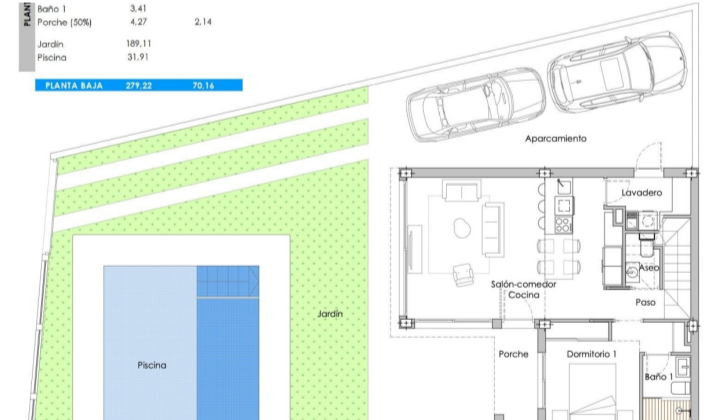 PLANT
Baño 1 3,41
Porche (50%) 4,27 2,14
Jardín 189,11
Piscina 31,91
PLANTA BAJA 279,22 70,16
Aparcamiento
Lavadero
Aseo
Salón-comedor
Cocina
Paso
Jardín
Porche
Dormitorio 1
Piscina
Baño 1